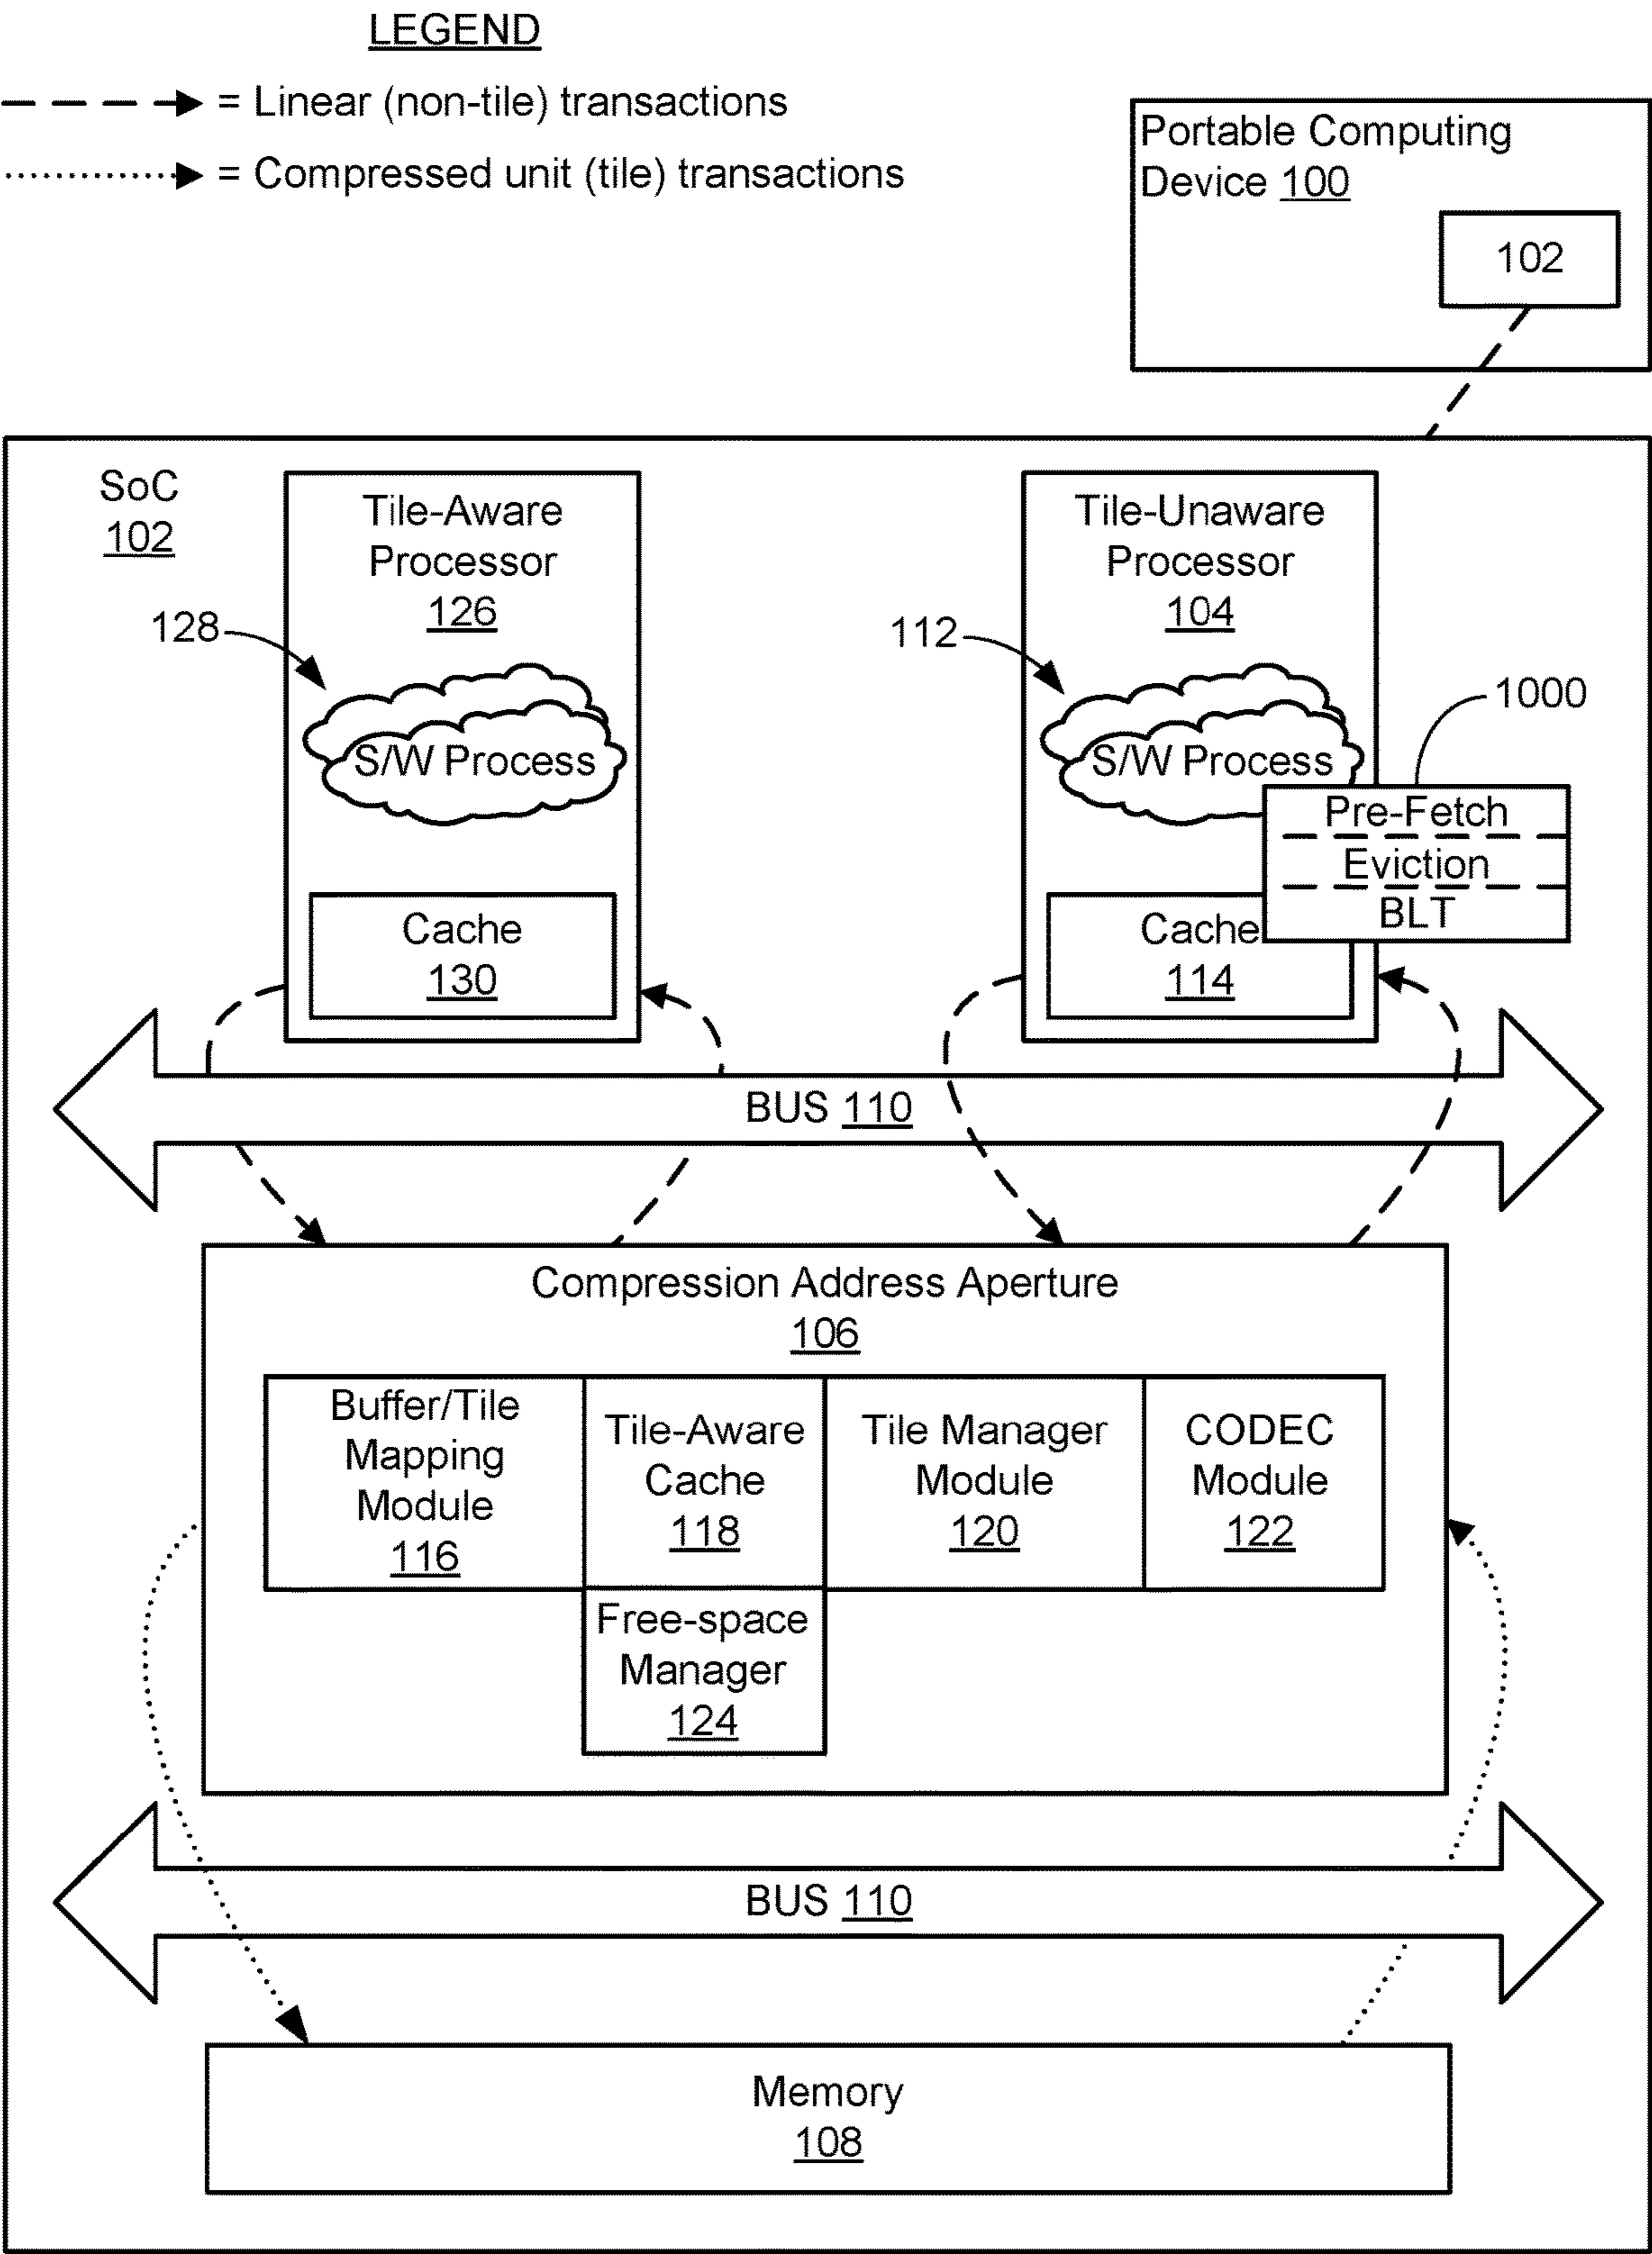 LEGEND
= Linear (non-tile) transactions
= Compressed unit (tile) transactions
Portable Computing
Device 100
102
SoC
102
Tile-Aware
Processor
126
128
S/W Process
Cache
130
Tile-Unaware
Processor
104
112
S/W Process
1000
Pre-Fetch
Eviction
BLT
Cache
114
BUS 110
Compression Address Aperture
106
Buffer/Tile
Mapping
Module
116
Tile-Aware
Cache
118
Tile Manager
Module
120
CODEC
Module
122
Free-space
Manager
124
BUS 110
Memory
108